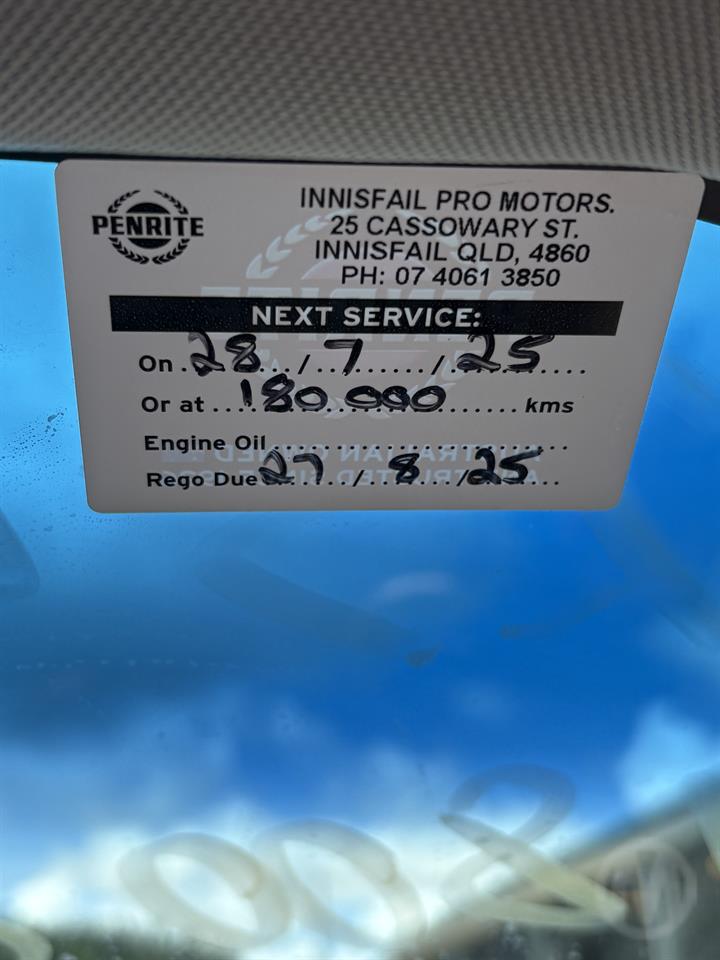 PENRITE
INNISFAIL PRO MOTORS.
25 CASSOWARY ST.
INNISFAIL QLD, 4860
PH: 07 4061 3850
NEXT SERVICE:
On 28 / 7 / 25
Or at 180 000 kms
Engine Oil
Rego Due 27 / 8 / 25